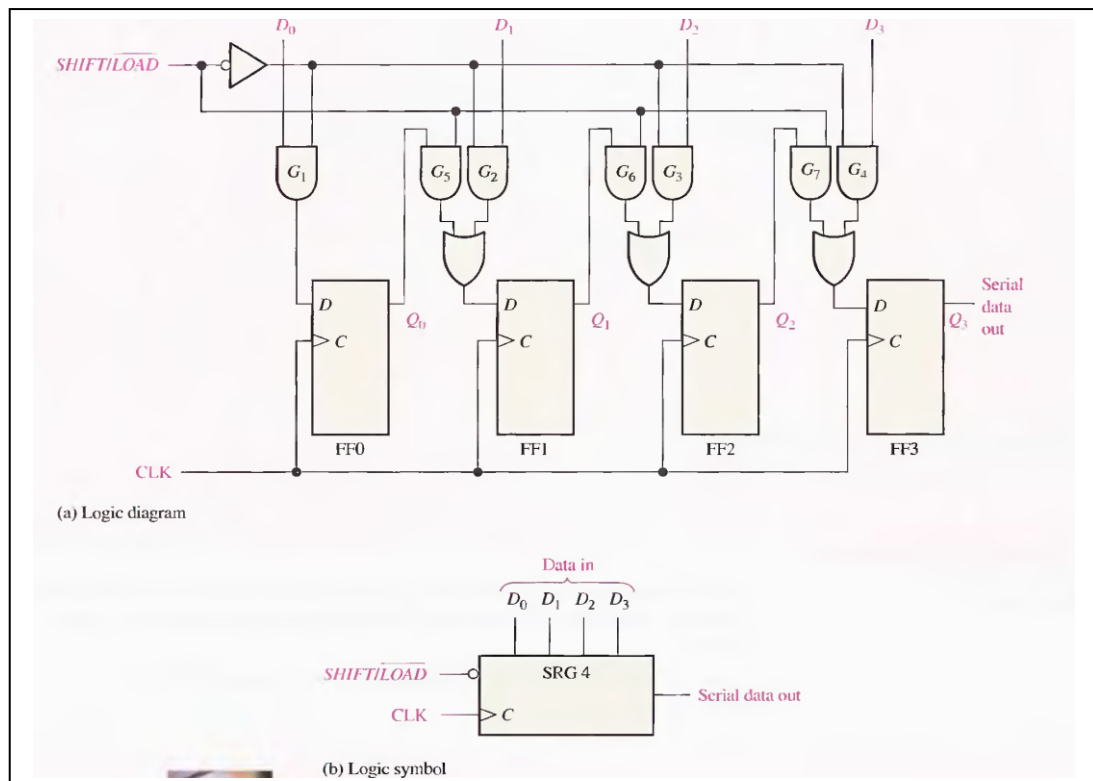 D0 D1 D2 D3
SHIFT/LOAD
G1 G5 G2 G6 G3 G7 G4
Serial
data
out
D D D D
Q0 Q1 Q2 Q3
C C C C
FF0 FF1 FF2 FF3
CLK
(a) Logic diagram
Data in
D0 D1 D2 D3
SHIFT/LOAD
SRG 4
Serial data out
CLK
C
(b) Logic symbol